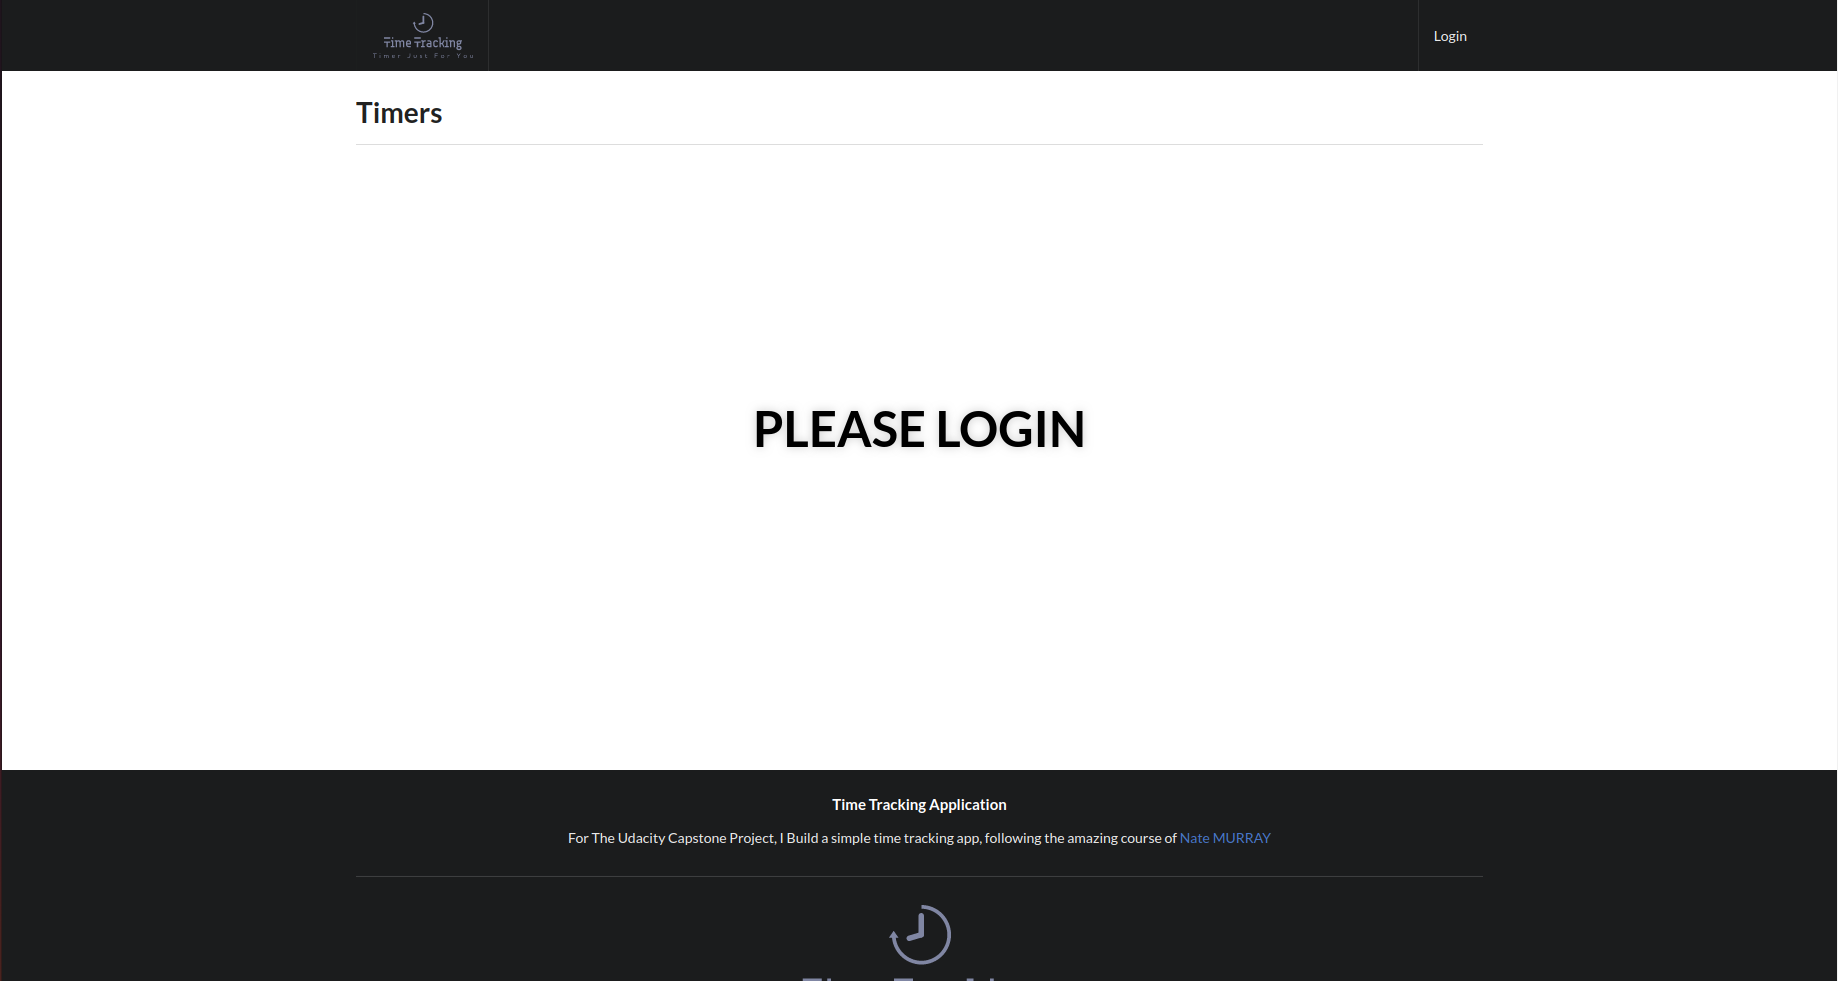 Time Tracking
Timer Just For You
Login
Timers
PLEASE LOGIN
Time Tracking Application
For The Udacity Capstone Project, I Build a simple time tracking app, following the amazing course of Nate MURRAY